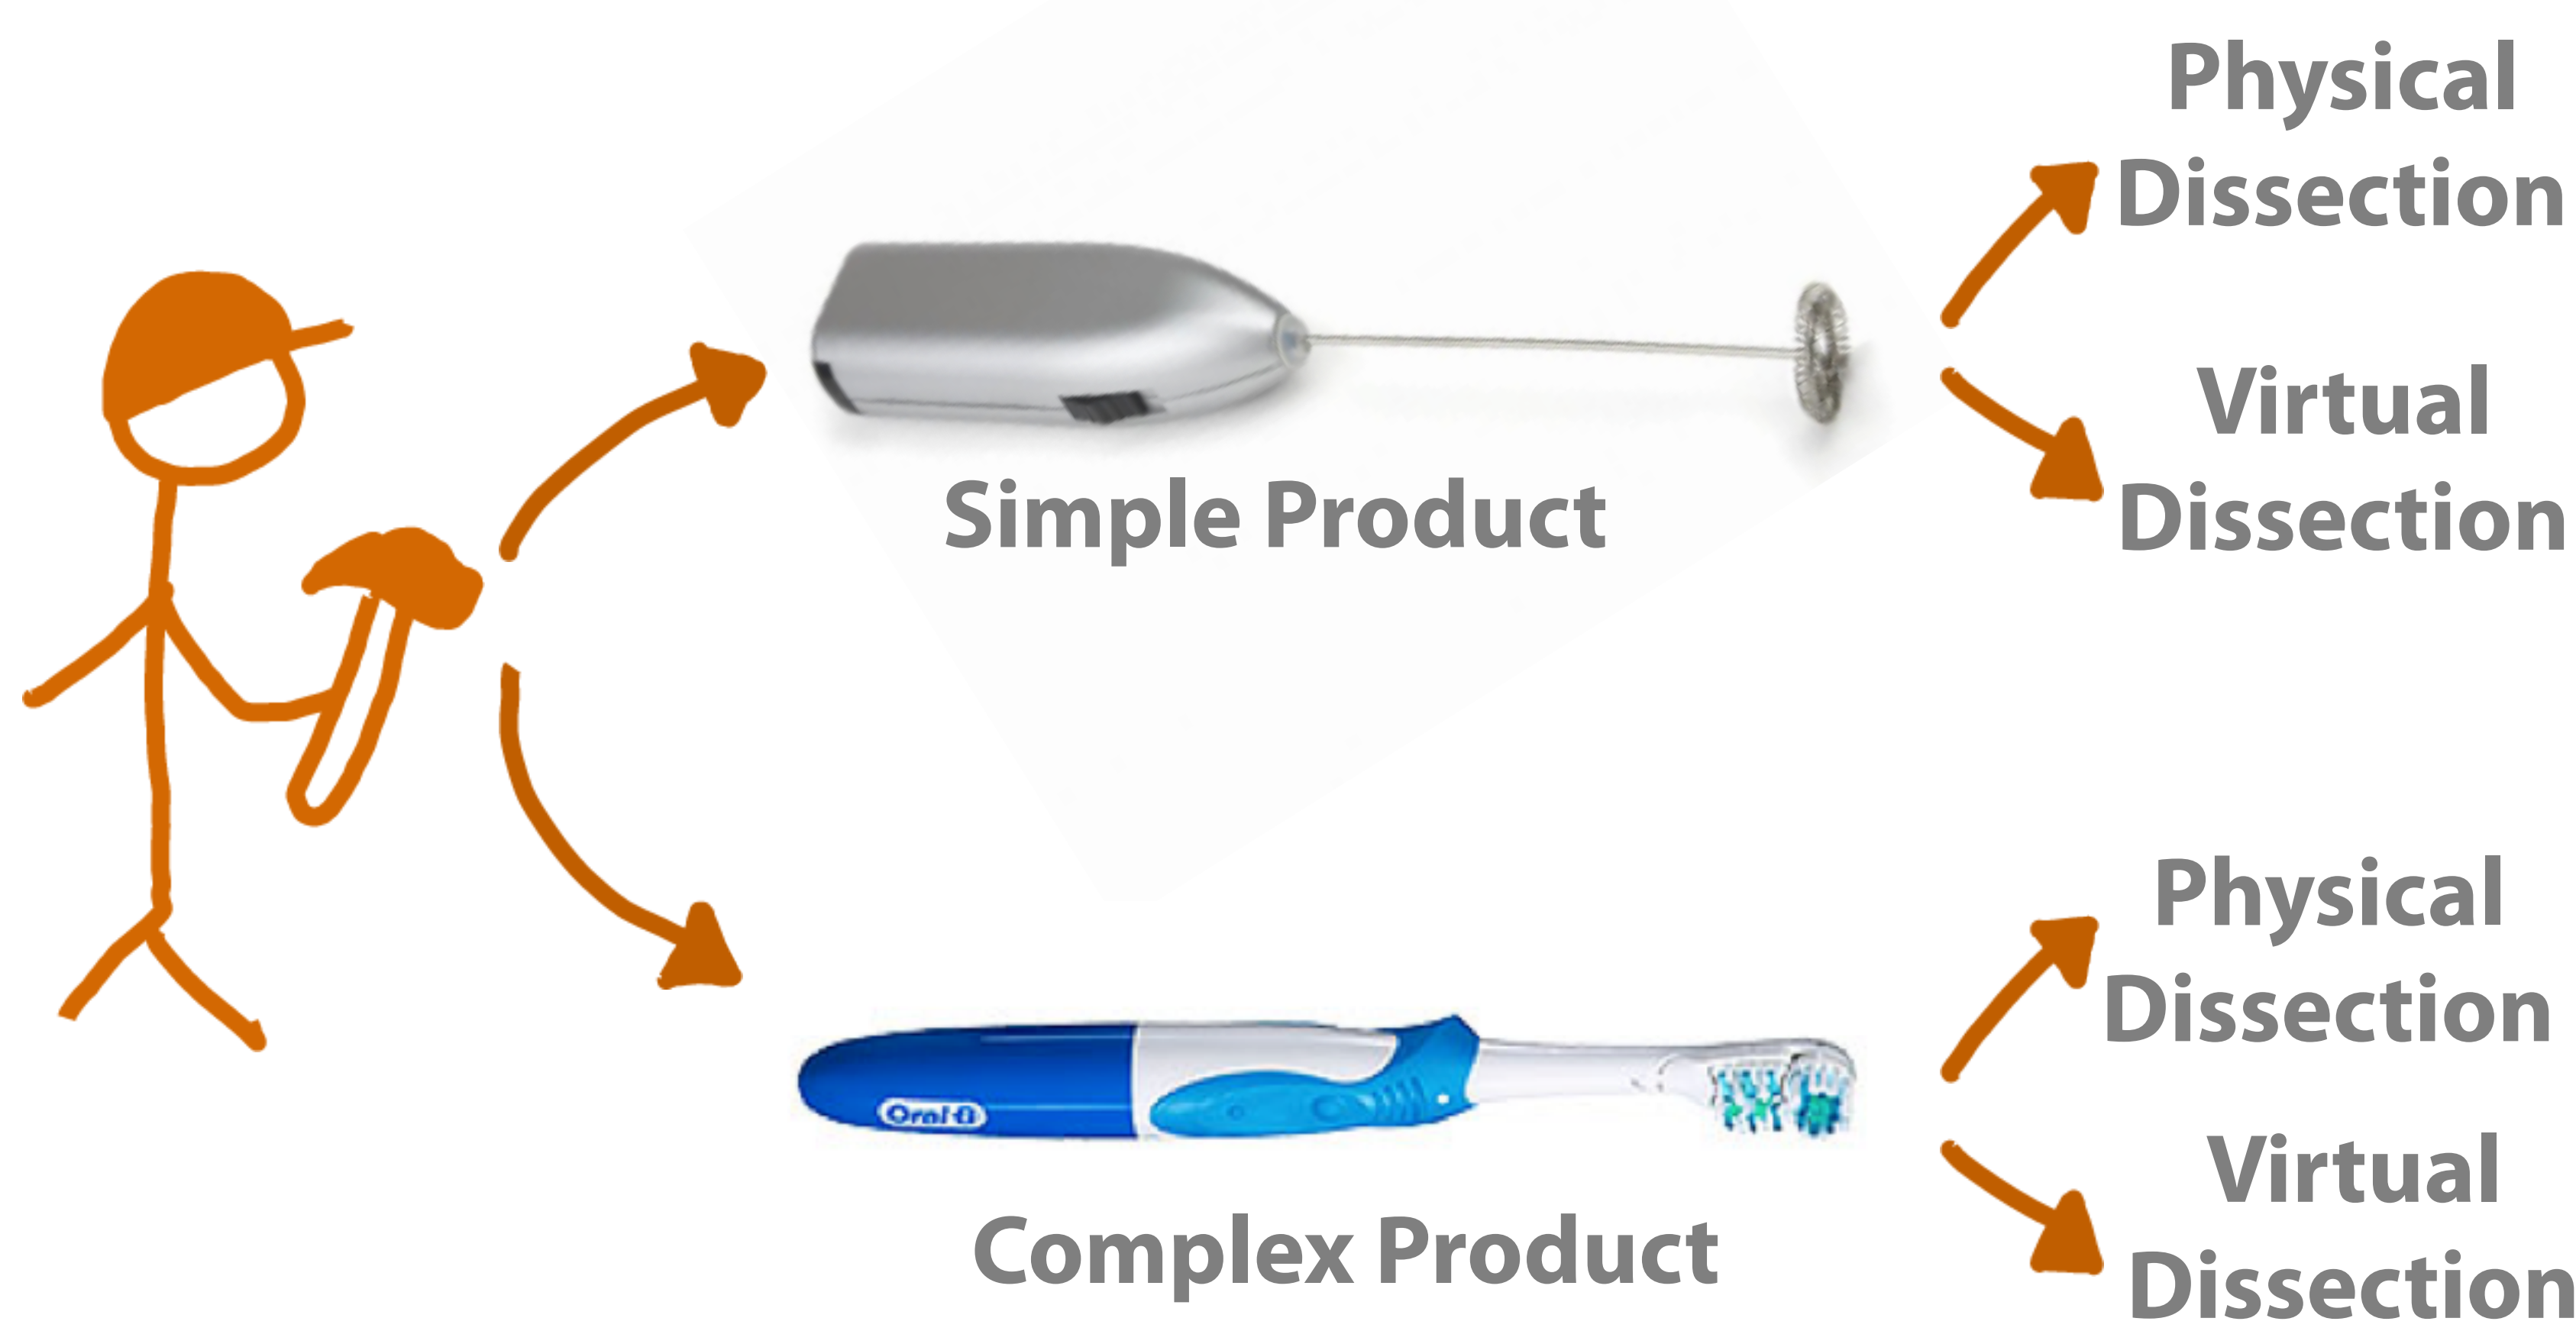 Physical
Dissection
Virtual
Dissection
Simple Product
Physical
Dissection
Oral-B
Virtual
Dissection
Complex Product